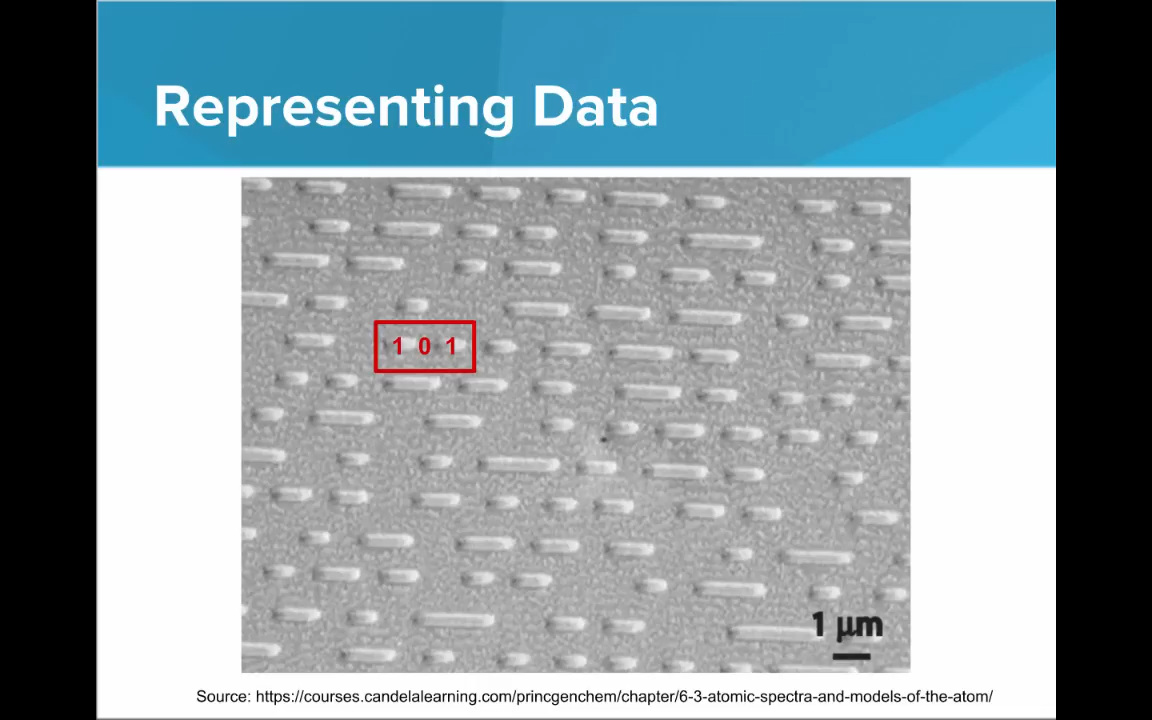 Representing Data
1 0 1
1 μm
Source: https://courses.candelalearning.com/princgenchem/chapter/6-3-atomic-spectra-and-models-of-the-atom/